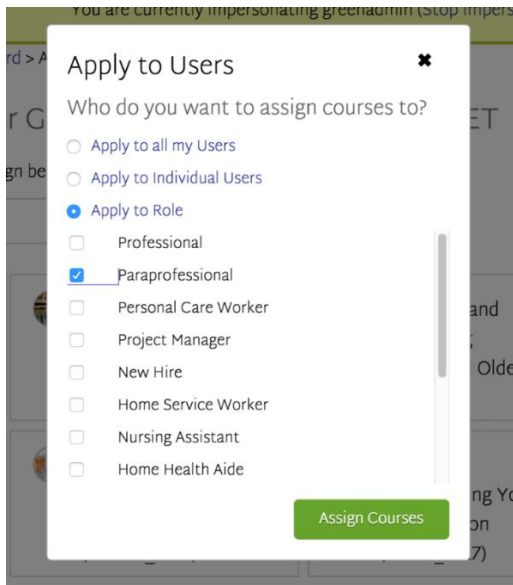 You are currently impersonating greenadmin (Stop Impers
rd > A
Apply to Users
✖
Who do you want to assign courses to?
r G
ET
Apply to all my Users
gn be
Apply to Individual Users
Apply to Role
Professional
Paraprofessional
Personal Care Worker
and
Project Manager
New Hire
Olde
Home Service Worker
Nursing Assistant
Home Health Aide
ng Yo
Assign Courses
on
7)